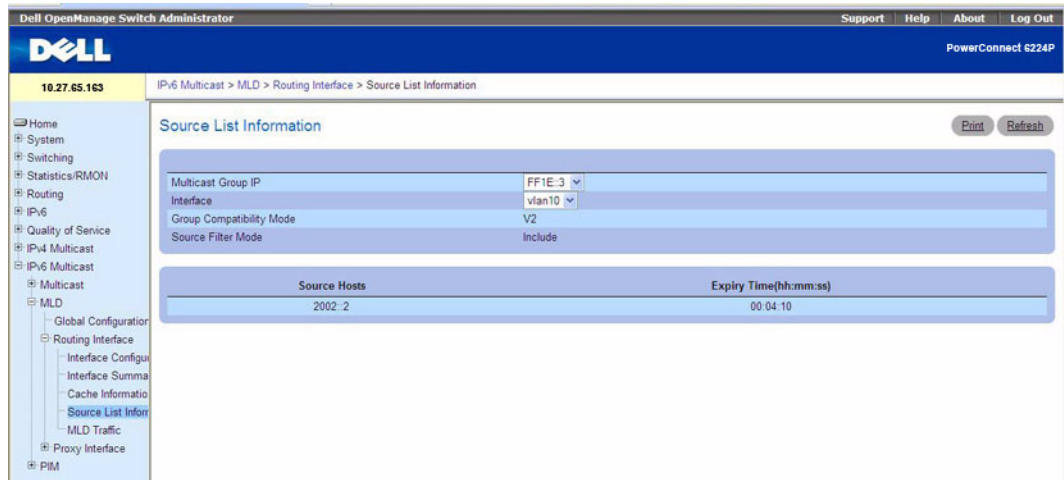 Dell OpenManage Switch Administrator Support Help About Log Out
DELL
PowerConnect 6224P
10.27.65.163
IPv6 Multicast > MLD > Routing Interface > Source List Information
Home
System
Switching
Statistics/RMON
Routing
IPv6
Quality of Service
IPv4 Multicast
IPv6 Multicast
Multicast
MLD
Global Configuration
Routing Interface
Interface Configu
Interface Summa
Cache Informatio
Source List Inform
MLD Traffic
Proxy Interface
PIM
Source List Information
Print Refresh
Multicast Group IP FF1E::3
Interface vlan10
Group Compatibility Mode V2
Source Filter Mode Include
Source Hosts Expiry Time(hh:mm:ss)
2002::2 00:04:10